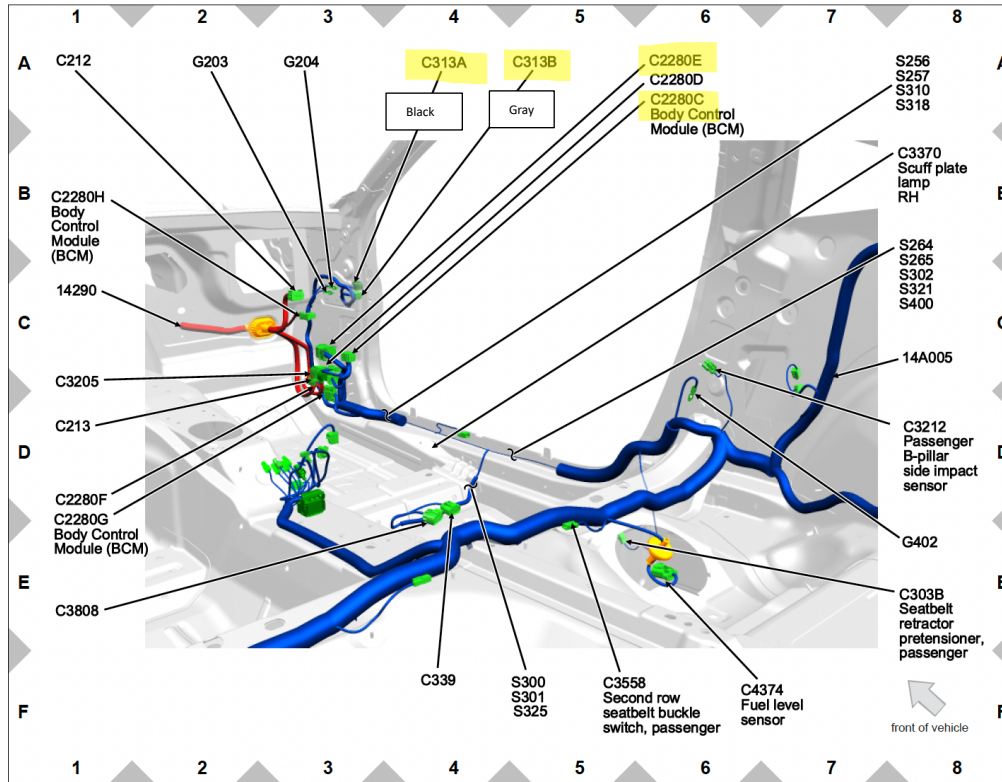 1 2 3 4 5 6 7 8
A
A
C212
G203
G204
C313A
C313B
C2280E
C2280D
C2280C
Body Control
Module (BCM)
Black
Gray
S256
S257
S310
S318
C3370
Scuff plate
lamp
RH
B
B
C2280H
Body
Control
Module
(BCM)
S264
S265
S302
S321
S400
14290
C
C
14A005
C3205
C213
C3212
Passenger
B-pillar
side impact
sensor
D
D
C2280F
C2280G
Body Control
Module (BCM)
G402
E
E
C3808
C303B
Seatbelt
retractor
pretensioner,
passenger
C339
S300
S301
S325
C3558
Second row
seatbelt buckle
switch, passenger
C4374
Fuel level
sensor
F
F
front of vehicle
1 2 3 4 5 6 7 8